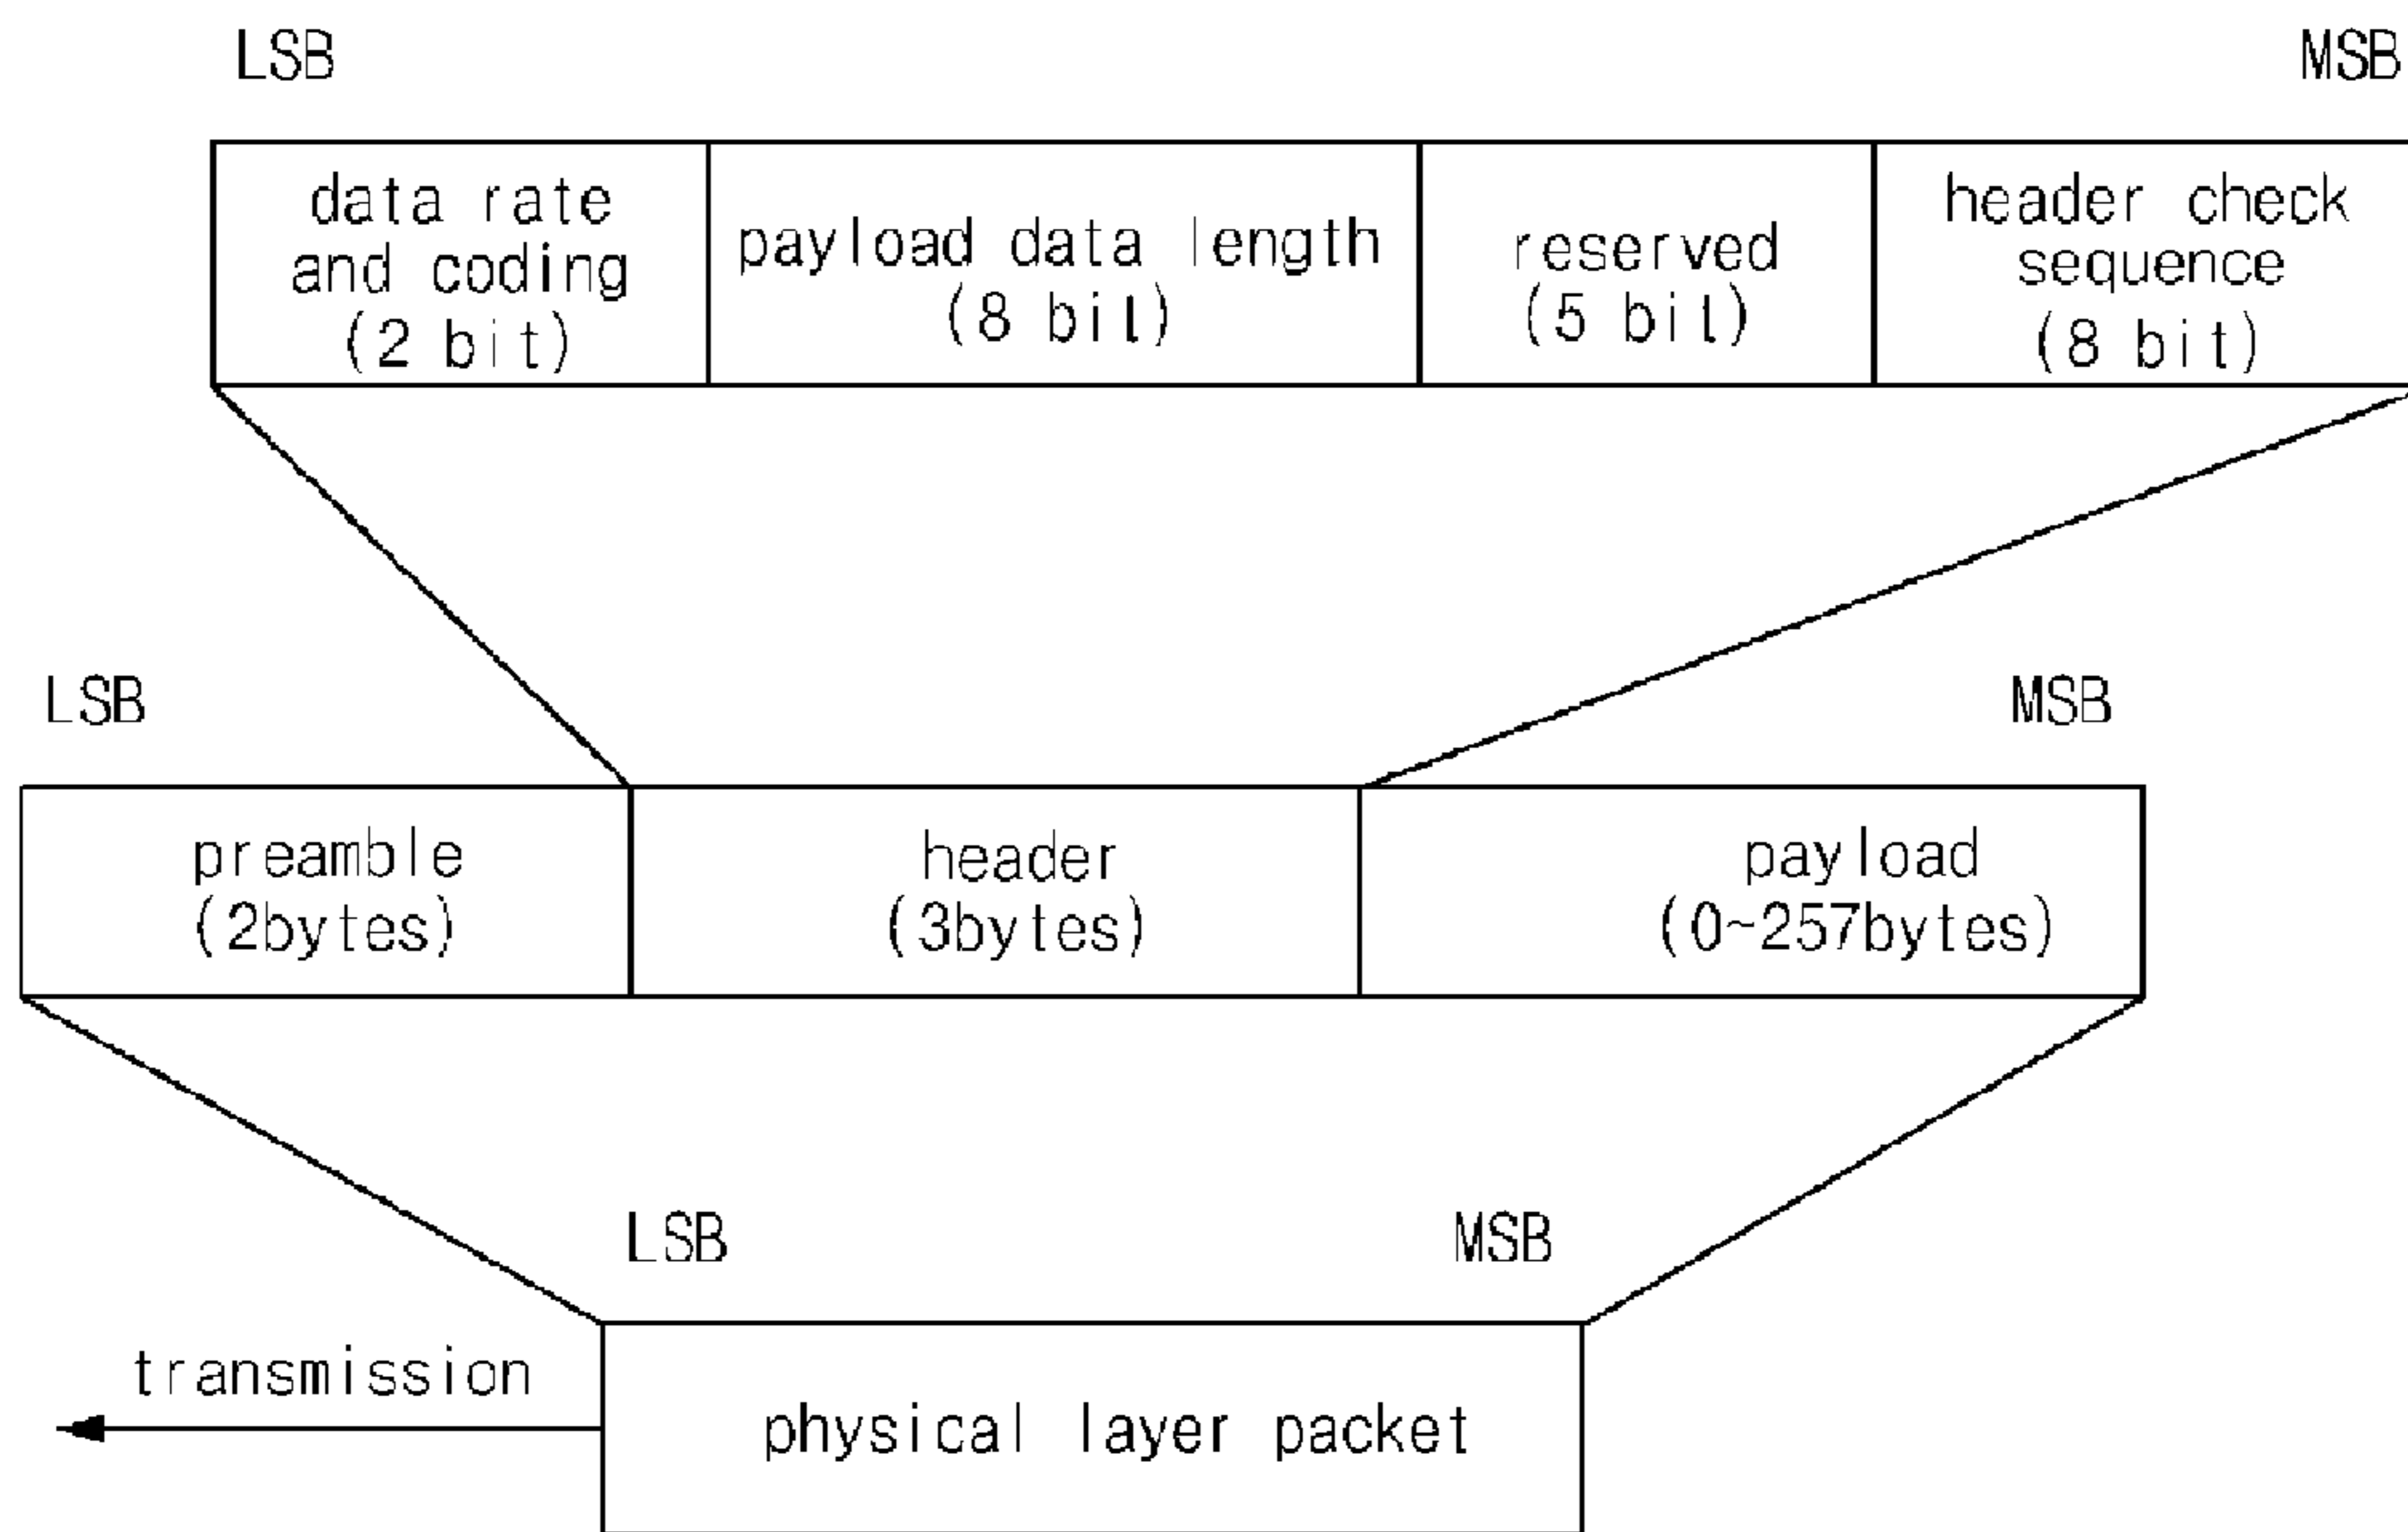 LSB MSB
data rate
and coding
(2 bit)
payload data length
(8 bit)
reserved
(5 bit)
header check
sequence
(8 bit)
LSB MSB
preamble
(2bytes)
header
(3bytes)
payload
(0~257bytes)
LSB MSB
transmission
physical layer packet